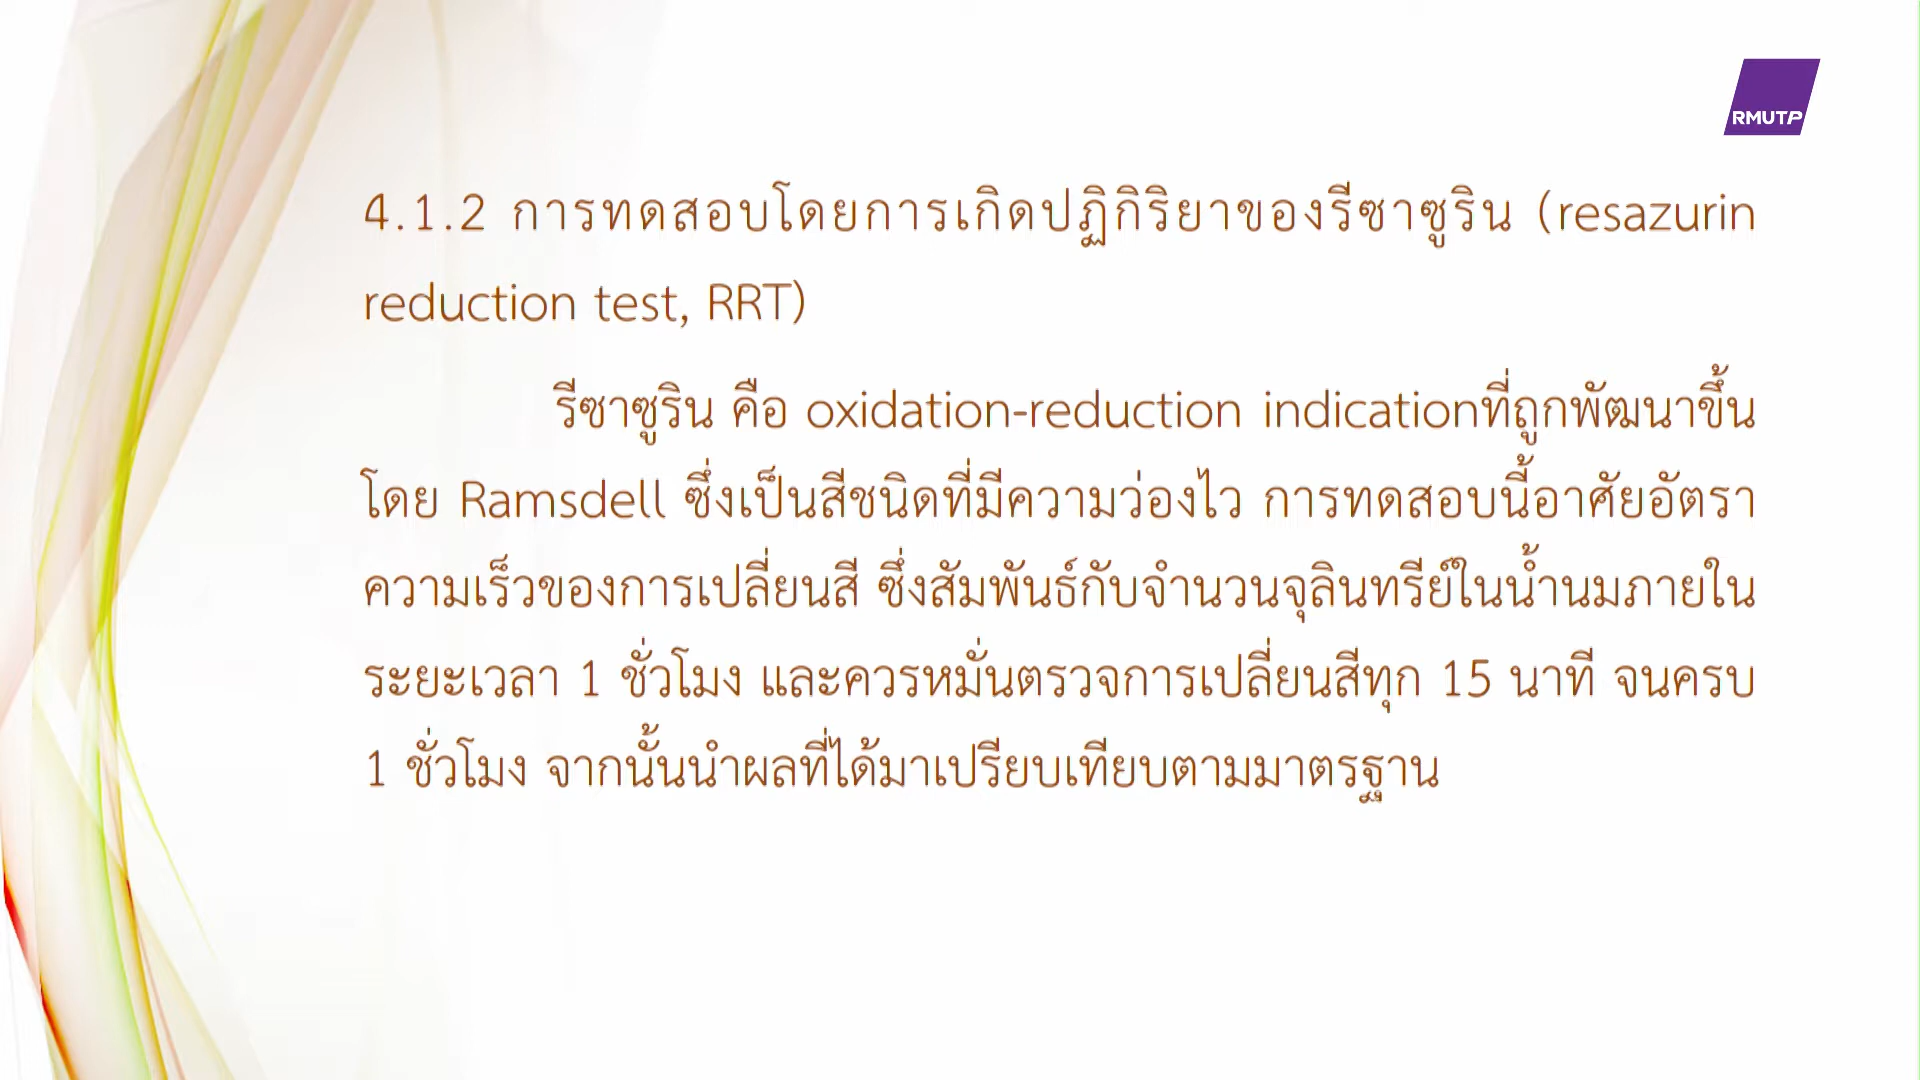 RMUTP
4.1.2 การทดสอบโดยการเกิดปฏิกิริยาของรีซาซูริน (resazurin
reduction test, RRT)
รีซาซูริน คือ oxidation-reduction indicationที่ถูกพัฒนาขึ้น
โดย Ramsdell ซึ่งเป็นสีชนิดที่มีความว่องไว การทดสอบนี้อาศัยอัตรา
ความเร็วของการเปลี่ยนสี ซึ่งสัมพันธ์กับจำนวนจุลินทรีย์ในน้ำนมภายใน
ระยะเวลา 1 ชั่วโมง และควรหมั่นตรวจการเปลี่ยนสีทุก 15 นาที จนครบ
1 ชั่วโมง จากนั้นนำผลที่ได้มาเปรียบเทียบตามมาตรฐาน